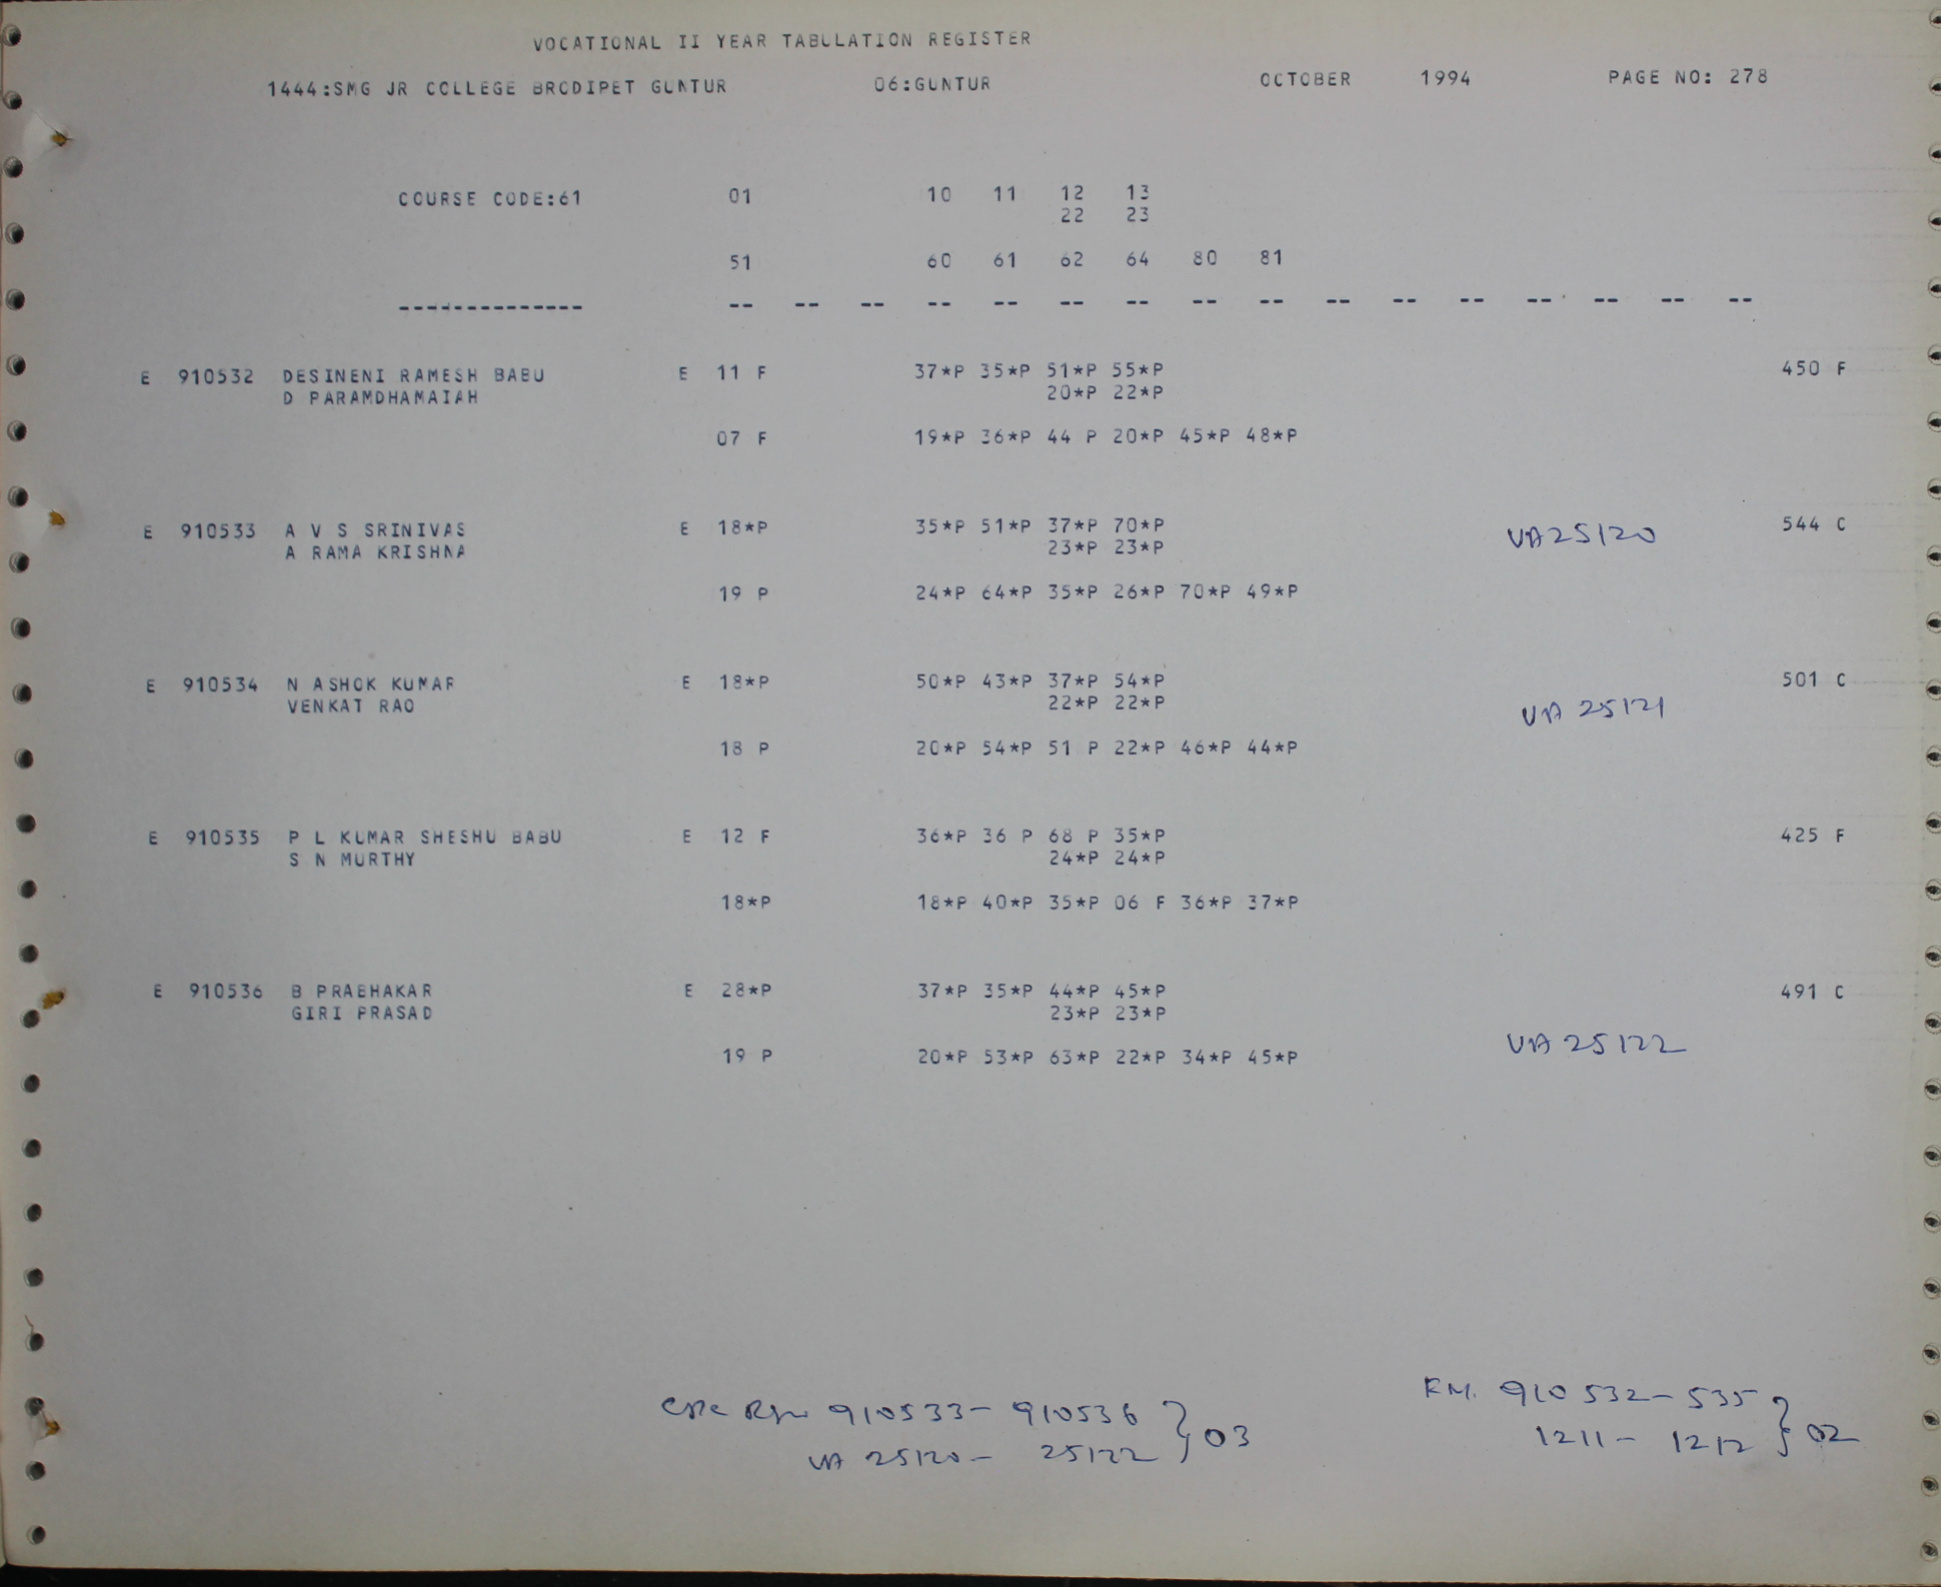 VOCATIONAL II YEAR TABULATION REGISTER
1444:SMG JR COLLEGE BRODIPET GUNTUR 06:GUNTUR OCTOBER 1994 PAGE NO: 278
COURSE CODE:61 01 10 11 12 13
22 23
51 60 61 62 64 80 81
-------------- -- -- -- -- -- -- -- -- -- -- -- -- -- -- -- --
E 910532 DESINENI RAMESH BABU E 11 F 37*P 35*P 51*P 55*P 450 F
D PARAMDHAMAIAH 20*P 22*P
07 F 19*P 36*P 44 P 20*P 45*P 48*P
E 910533 A V S SRINIVAS E 18*P 35*P 51*P 37*P 70*P VA25120 544 C
A RAMA KRISHNA 23*P 23*P
19 P 24*P 64*P 35*P 26*P 70*P 49*P
E 910534 N ASHOK KUMAR E 18*P 50*P 43*P 37*P 54*P 501 C
VENKAT RAO 22*P 22*P VA 25121
18 P 20*P 54*P 51 P 22*P 46*P 44*P
E 910535 P L KUMAR SHESHU BABU E 12 F 36*P 36 P 68 P 35*P 425 F
S N MURTHY 24*P 24*P
18*P 18*P 40*P 35*P 06 F 36*P 37*P
E 910536 B PRABHAKAR E 28*P 37*P 35*P 44*P 45*P 491 C
GIRI PRASAD 23*P 23*P
19 P 20*P 53*P 63*P 22*P 34*P 45*P VA 25122
910533- 910536 } 03
VA 25120- 25122
F.M. 910532-535 } 02
1211- 1212